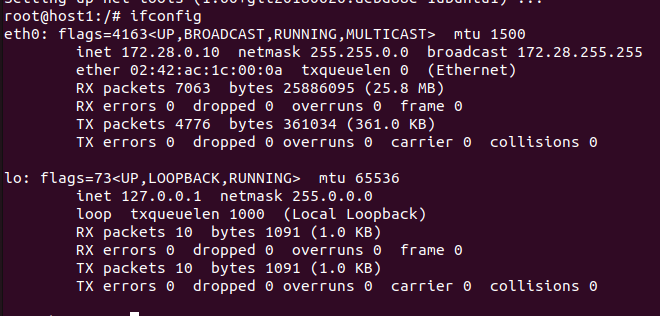 root@host1:/# ifconfig
eth0: flags=4163<UP,BROADCAST,RUNNING,MULTICAST>  mtu 1500
        inet 172.28.0.10  netmask 255.255.0.0  broadcast 172.28.255.255
        ether 02:42:ac:1c:00:0a  txqueuelen 0  (Ethernet)
        RX packets 7063  bytes 25886095 (25.8 MB)
        RX errors 0  dropped 0  overruns 0  frame 0
        TX packets 4776  bytes 361034 (361.0 KB)
        TX errors 0  dropped 0 overruns 0  carrier 0  collisions 0

lo: flags=73<UP,LOOPBACK,RUNNING>  mtu 65536
        inet 127.0.0.1  netmask 255.0.0.0
        loop  txqueuelen 1000  (Local Loopback)
        RX packets 10  bytes 1091 (1.0 KB)
        RX errors 0  dropped 0  overruns 0  frame 0
        TX packets 10  bytes 1091 (1.0 KB)
        TX errors 0  dropped 0 overruns 0  carrier 0  collisions 0